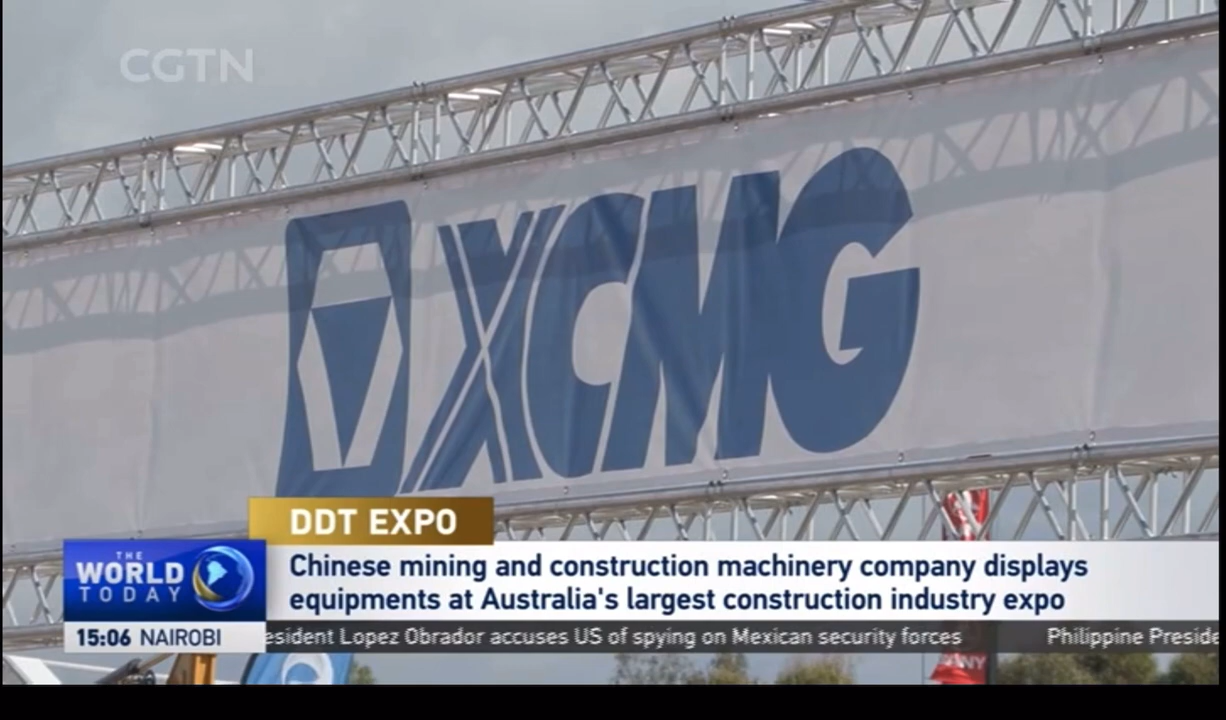 CGTN
XCMG
DDT EXPO
THE
WORLD
TODAY
Chinese mining and construction machinery company displays
equipments at Australia's largest construction industry expo
15:06 NAIROBI
esident Lopez Obrador accuses US of spying on Mexican security forces Philippine Preside